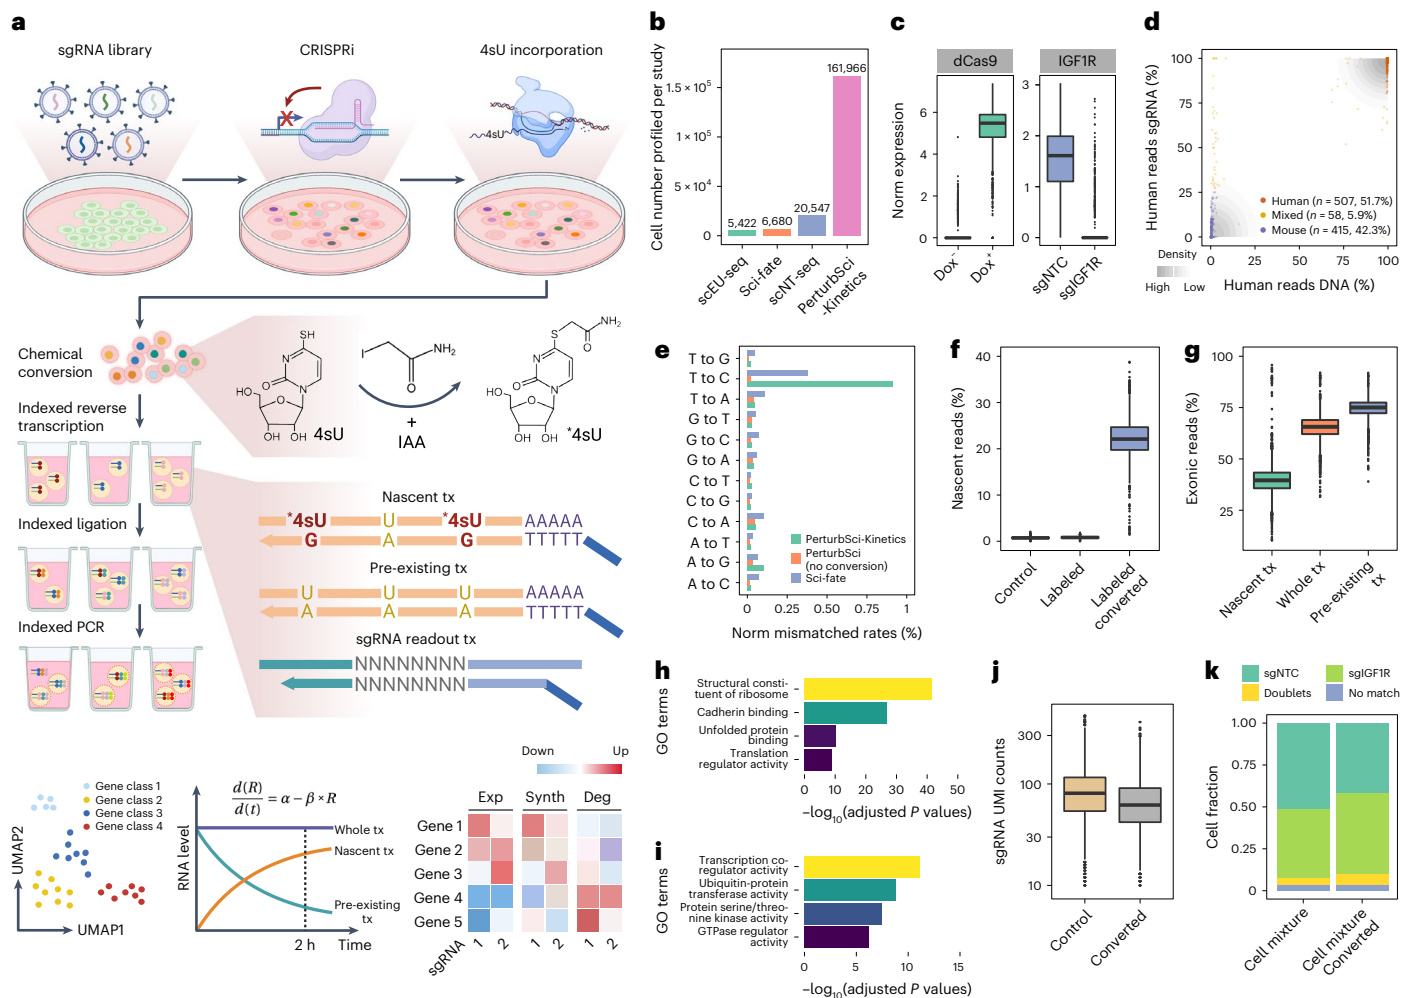 a
sgRNA library
CRISPRi
4sU incorporation
X
4sU
Chemical
conversion
SH
N
O
N
HO
O
OH OH
4sU
I
NH₂
O
+
IAA
NH₂
S
O
N
O
N
HO
O
OH OH
*4sU
Indexed reverse
transcription
Indexed ligation
Indexed PCR
Nascent tx
*4sU U *4sU AAAAA
G A G TTTTT
Pre-existing tx
U U U AAAAA
A A A TTTTT
sgRNA readout tx
NNNNNNNN
NNNNNNNN
Gene class 1
Gene class 2
Gene class 3
Gene class 4
UMAP2
UMAP1
d(R)
d(t)
= α – β × R
RNA level
Whole tx
Nascent tx
Pre-existing
tx
2 h
Time
Down Up
Exp Synth Deg
Gene 1
Gene 2
Gene 3
Gene 4
Gene 5
sgRNA 1 2 1 2 1 2
b
Cell number profiled per study
1.5 × 10⁵
1 × 10⁵
5 × 10⁴
0
5,422
6,680
20,547
161,966
scEU-seq
Sci-fate
scNT-seq
PerturbSci
-Kinetics
c
dCas9
IGF1R
Norm expression
6
4
2
0
3
2
1
0
Dox⁻
Dox⁺
sgNTC
sgIGF1R
d
Human reads sgRNA (%)
100
75
50
25
0
Human (n = 507, 51.7%)
Mixed (n = 58, 5.9%)
Mouse (n = 415, 42.3%)
0 25 50 75 100
Density
High Low
Human reads DNA (%)
e
T to G
T to C
T to A
G to T
G to C
G to A
C to T
C to G
C to A
A to T
A to G
A to C
PerturbSci-Kinetics
PerturbSci
(no conversion)
Sci-fate
0 0.25 0.50 0.75 1
Norm mismatched rates (%)
f
Nascent reads (%)
40
30
20
10
0
Control
Labeled
Labeled
converted
g
Exonic reads (%)
100
75
50
25
Nascent tx
Whole tx
Pre-existing
tx
h
GO terms
Structural consti-
tuent of ribosome
Cadherin binding
Unfolded protein
binding
Translation
regulator activity
0 10 20 30 40 50
–log₁₀(adjusted P values)
i
GO terms
Transcription co-
regulator activity
Ubiquitin-protein
transferase activity
Protein serine/threo-
nine kinase activity
GTPase regulator
activity
0 5 10 15
–log₁₀(adjusted P values)
j
sgRNA UMI counts
300
100
30
10
Control
Converted
k
sgNTC
sgIGF1R
Doublets
No match
Cell fraction
1.00
0.75
0.50
0.25
0
Cell mixture
Cell mixture
Converted